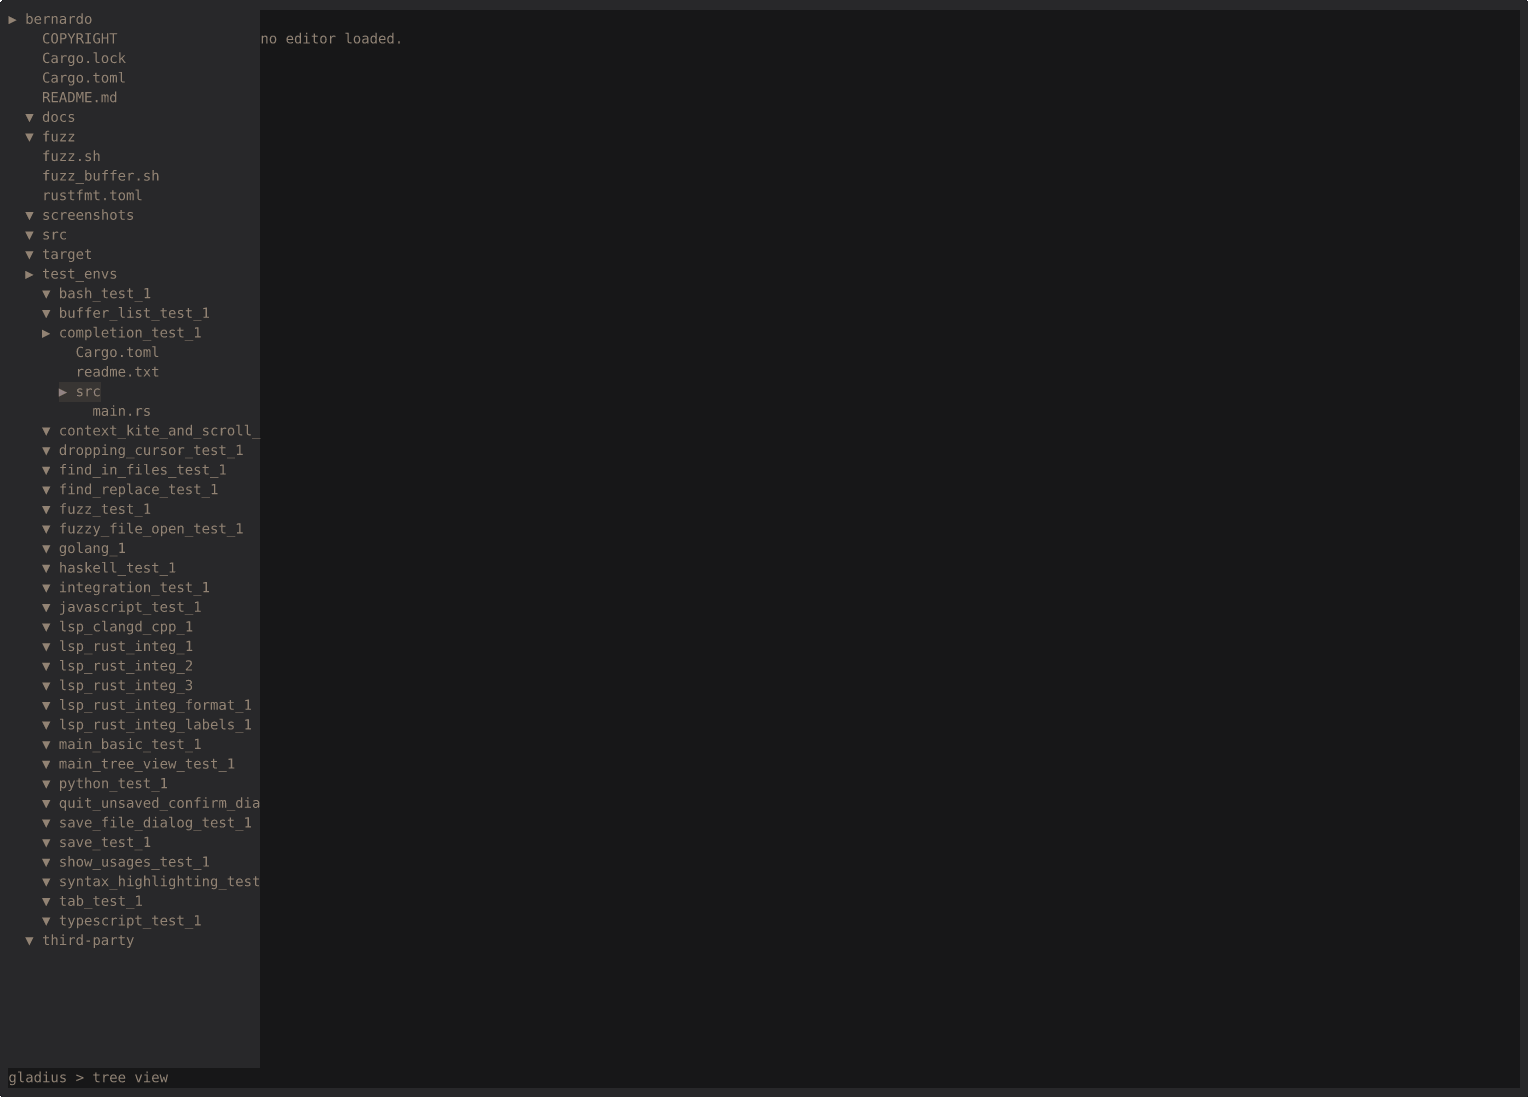 ▶ bernardo
COPYRIGHT
no editor loaded.
Cargo.lock
Cargo.toml
README.md
▼ docs
▼ fuzz
fuzz.sh
fuzz_buffer.sh
rustfmt.toml
▼ screenshots
▼ src
▼ target
▶ test_envs
▼ bash_test_1
▼ buffer_list_test_1
▶ completion_test_1
Cargo.toml
readme.txt
▶ src
main.rs
▼ context_kite_and_scroll_
▼ dropping_cursor_test_1
▼ find_in_files_test_1
▼ find_replace_test_1
▼ fuzz_test_1
▼ fuzzy_file_open_test_1
▼ golang_1
▼ haskell_test_1
▼ integration_test_1
▼ javascript_test_1
▼ lsp_clangd_cpp_1
▼ lsp_rust_integ_1
▼ lsp_rust_integ_2
▼ lsp_rust_integ_3
▼ lsp_rust_integ_format_1
▼ lsp_rust_integ_labels_1
▼ main_basic_test_1
▼ main_tree_view_test_1
▼ python_test_1
▼ quit_unsaved_confirm_dia
▼ save_file_dialog_test_1
▼ save_test_1
▼ show_usages_test_1
▼ syntax_highlighting_test
▼ tab_test_1
▼ typescript_test_1
▼ third-party
gladius > tree view